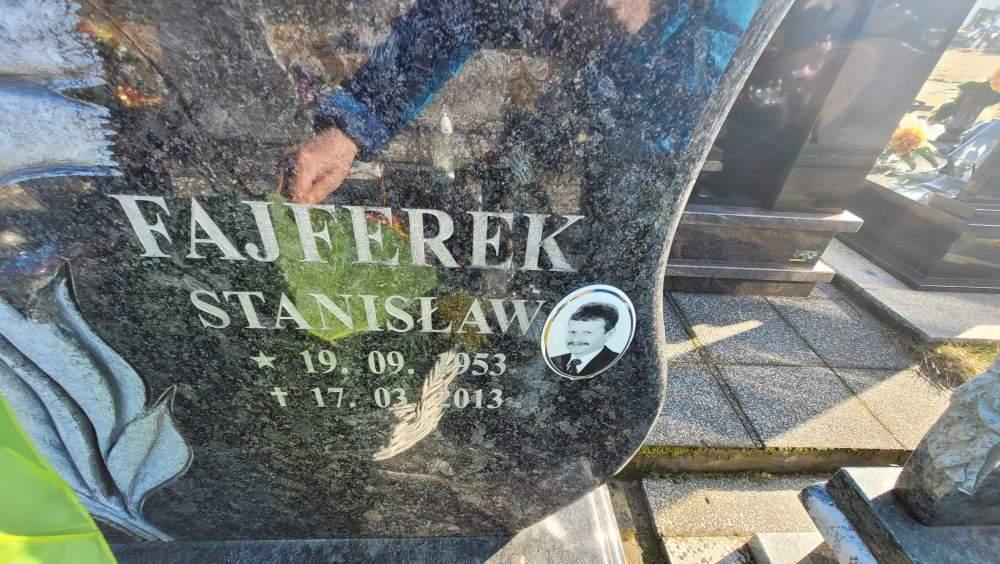 FAJFEREK
STANISŁAW
★ 19. 09. 1953
✝ 17. 03. 2013